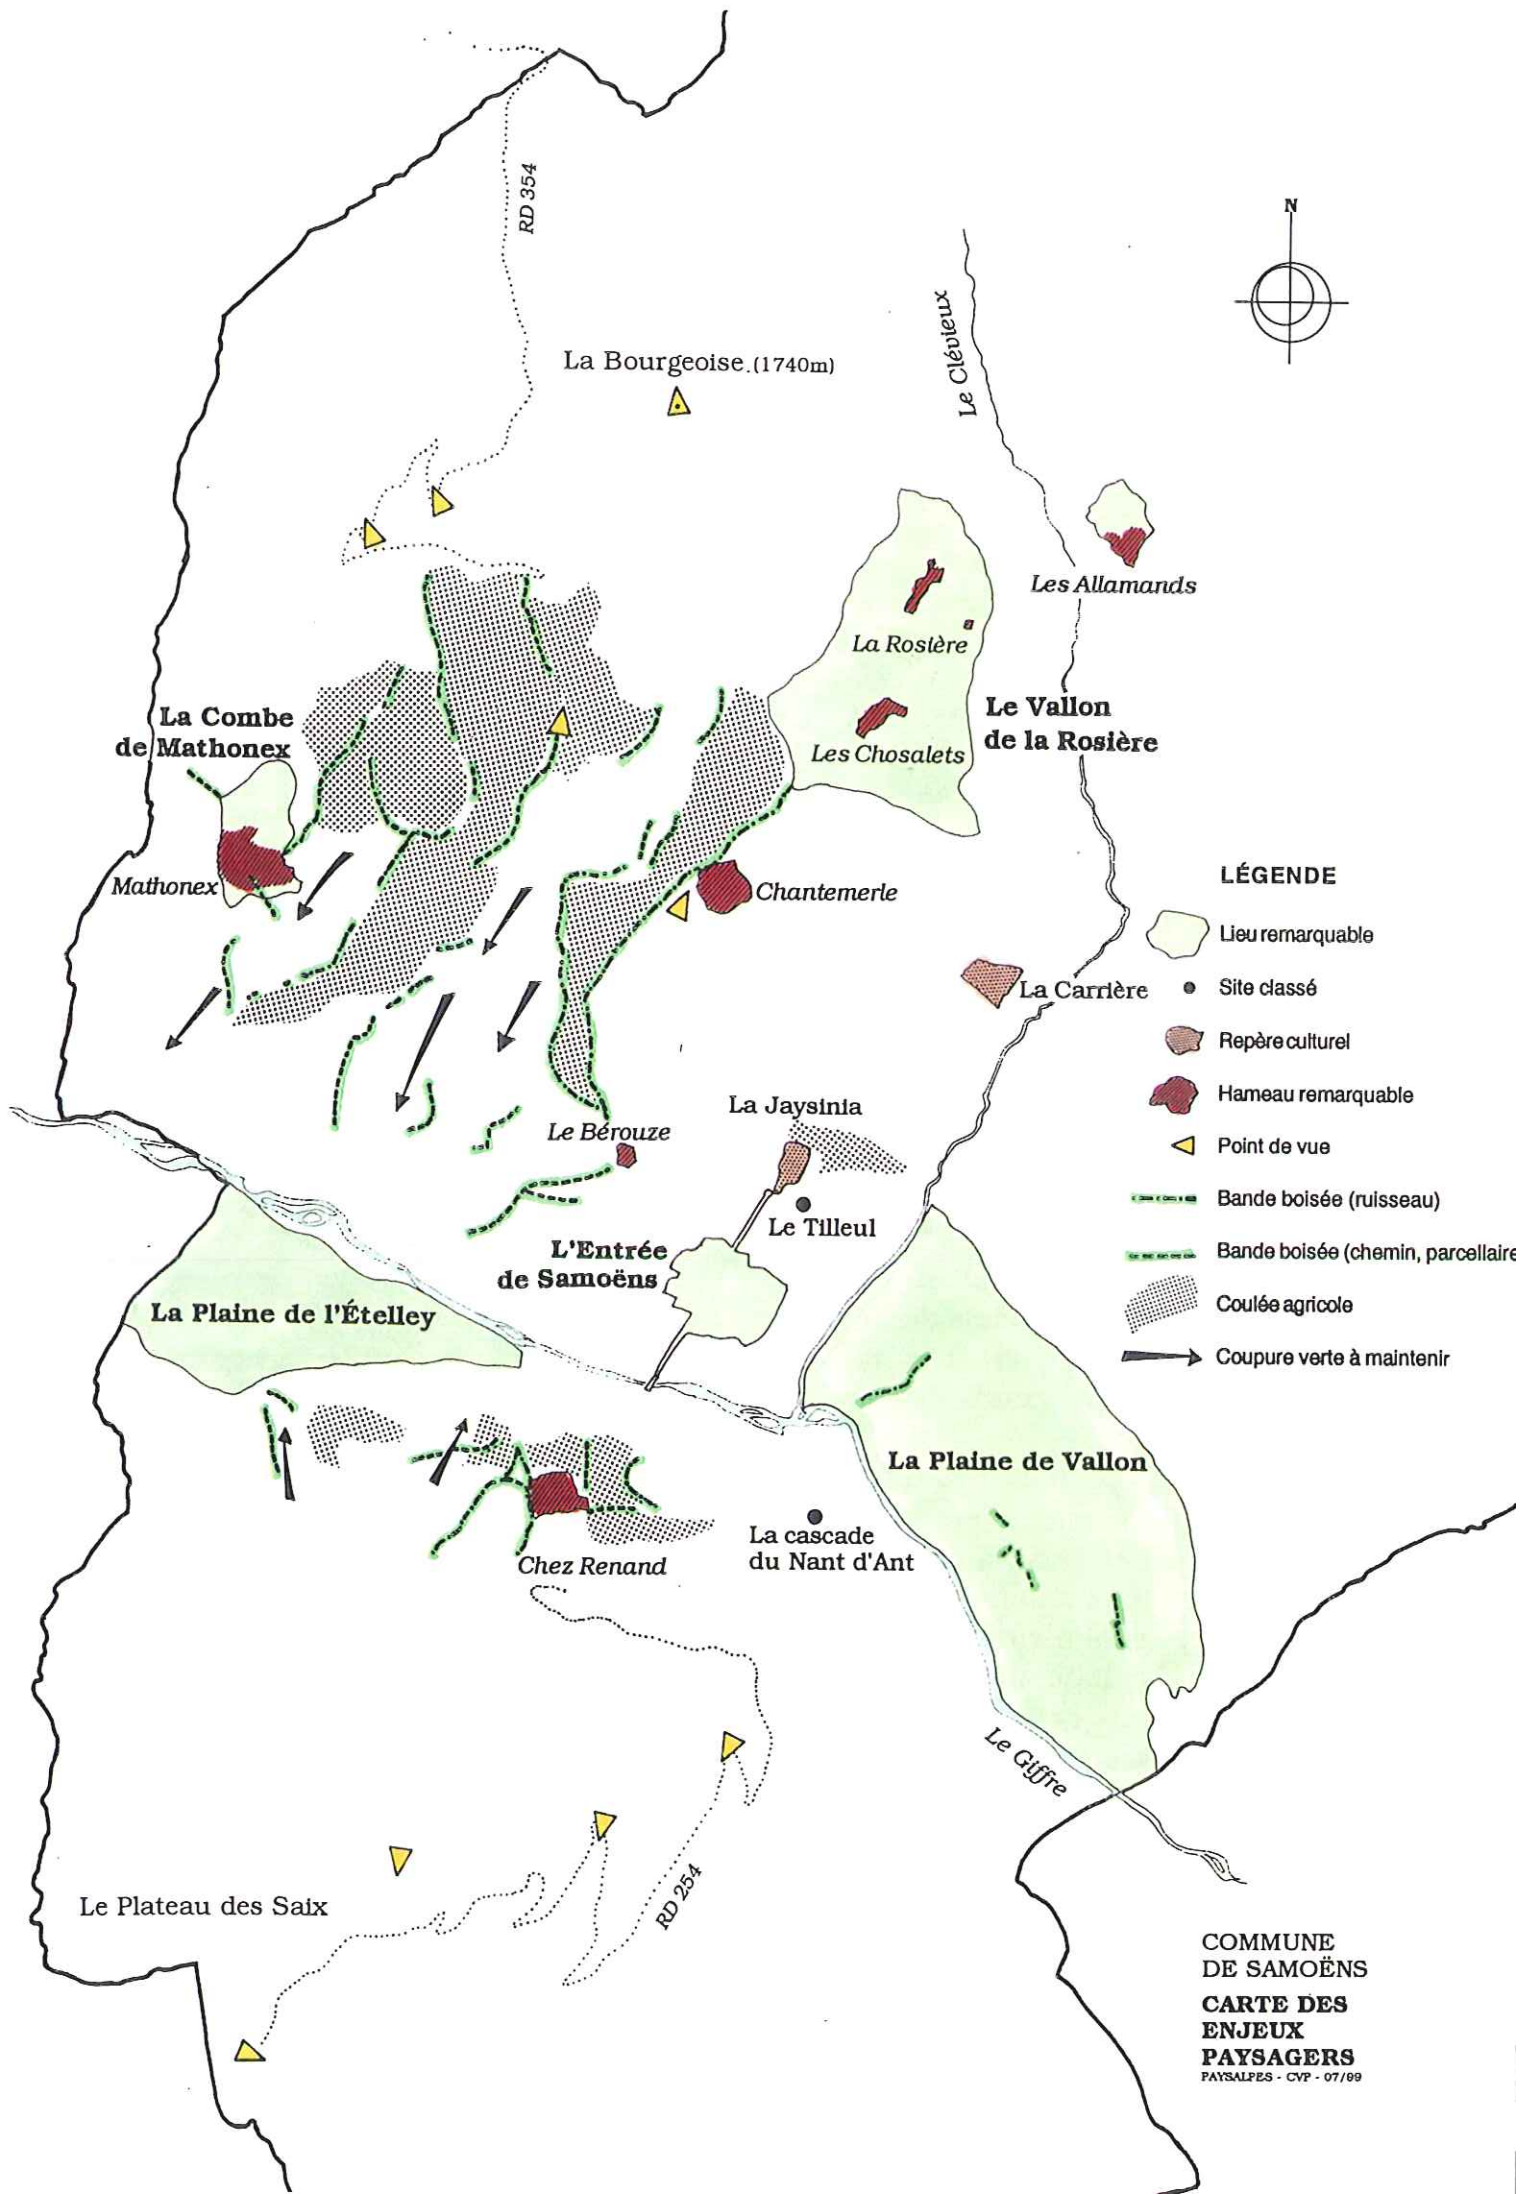 RD 354
N
Le Clévieux
La Bourgeoise.(1740m)
Les Allamands
La Rosière
La Combe
de Mathonex
Le Vallon
de la Rosière
Les Chosalets
LÉGENDE
Mathonex
Chantemerle
Lieu remarquable
La Carrière
Site classé
Repère culturel
Hameau remarquable
La Jaysinia
Le Bérouze
Point de vue
Bande boisée (ruisseau)
Le Tilleul
L'Entrée
de Samoëns
Bande boisée (chemin, parcellaire
La Plaine de l'Ételley
Coulée agricole
Coupure verte à maintenir
La Plaine de Vallon
La cascade
du Nant d'Ant
Chez Renand
Le Giffre
RD 254
Le Plateau des Saix
COMMUNE
DE SAMOËNS
CARTE DES
ENJEUX
PAYSAGERS
PAYSALPES - CVP - 07/99